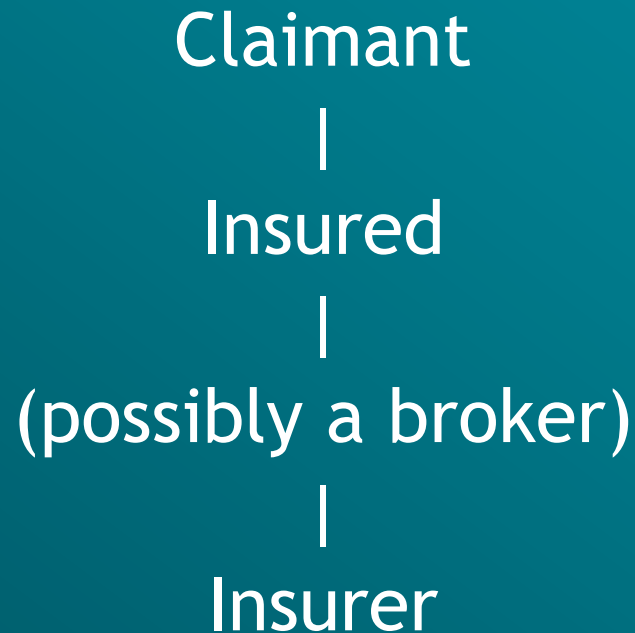 Claimant
|
Insured
|
(possibly a broker)
|
Insurer